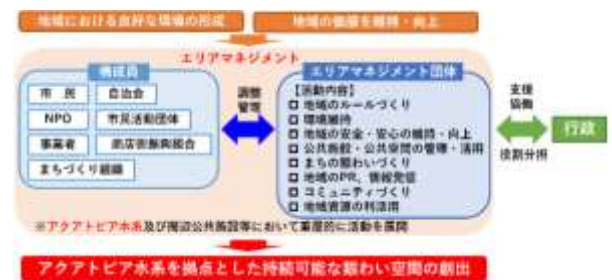 地域における良好な環境の形成
地域の価値を維持・向上
エリアマネジメント
構成員
市 民
自治会
NPO
市民活動団体
事業者
商店街振興組合
まちづくり組織
調整
管理
エリアマネジメント団体
【活動内容】
□ 地域のルールづくり
□ 環境維持
□ 地域の安全・安心の維持・向上
□ 公共施設・公共空間の管理・活用
□ まちの賑わいづくり
□ 地域のPR、情報発信
□ コミュニティづくり
□ 地域資源の利活用
支援
協働
役割分担
行政
※アクアトピア水系及び周辺公共施設等において重層的に活動を展開
アクアトピア水系を拠点とした持続可能な賑わい空間の創出